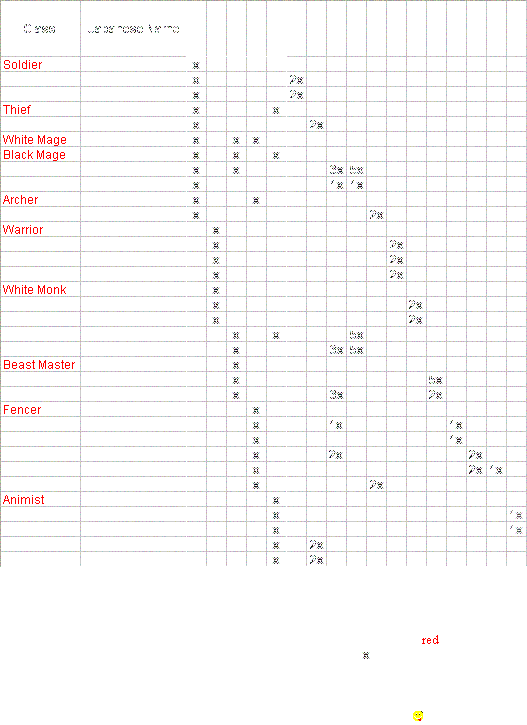 Class Japanese Name
Soldier ※
※ 2※
※ 2※
Thief ※ ※
※ 2※
White Mage ※ ※ ※
Black Mage ※ ※ ※
※ ※ 3※ 5※
※ 1※ 1※
Archer ※ ※
※ 2※
Warrior ※
※ 2※
※ 2※
※ 2※
White Monk ※
※ 2※
※ 2※
※ ※ 5※
※ 3※ 5※
Beast Master ※
※ 5※
※ 3※ 2※
Fencer ※
※ 1※ 1※
※ 1※
※ 2※ 2※
※ 2※ 1※
※ 2※
Animist ※
※ 1※
※ 1※
※ 2※
※ 2※
red
※